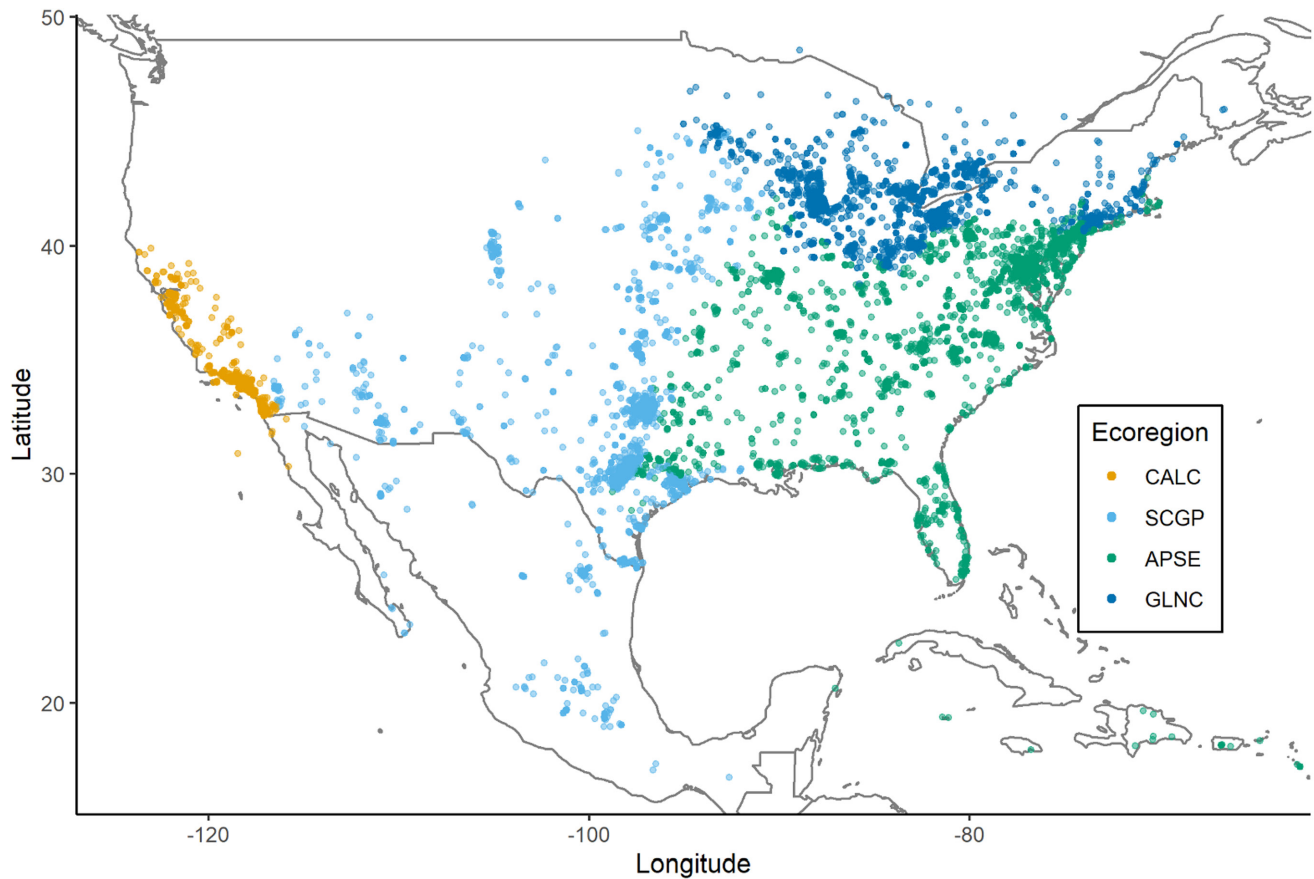 50
40
30
20
Latitude
-120
-100
-80
Longitude
Ecoregion
CALC
SCGP
APSE
GLNC